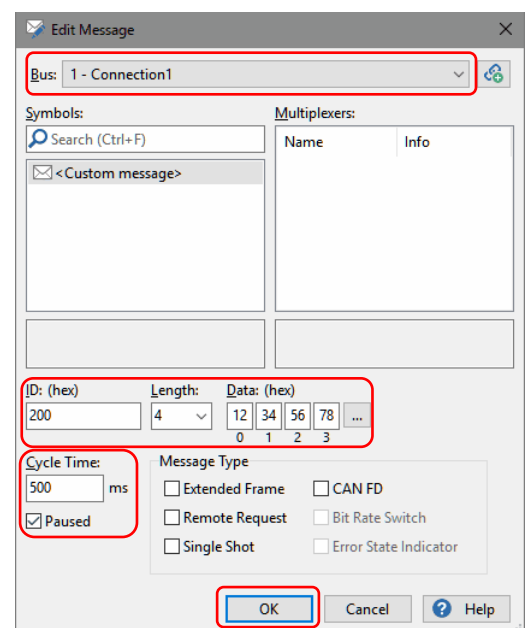 Edit Message
Bus: 1 - Connection1
Symbols: Multiplexers:
Search (Ctrl+F) Name Info
<Custom message>
ID: (hex) Length: Data: (hex)
200 4 12 34 56 78 ...
0 1 2 3
Cycle Time: Message Type
500 ms Extended Frame CAN FD
Paused Remote Request Bit Rate Switch
Single Shot Error State Indicator
OK Cancel ? Help